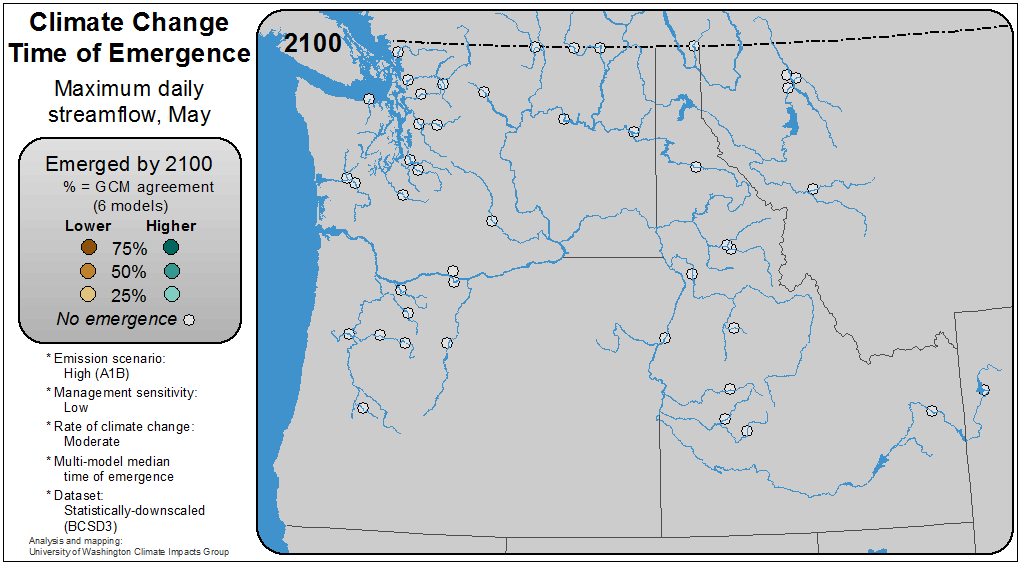 Climate Change
Time of Emergence
Maximum daily
streamflow, May
Emerged by 2100
% = GCM agreement
(6 models)
Lower Higher
75%
50%
25%
No emergence
* Emission scenario:
High (A1B)
* Management sensitivity:
Low
* Rate of climate change:
Moderate
* Multi-model median
time of emergence
* Dataset:
Statistically-downscaled
(BCSD3)
Analysis and mapping:
University of Washington Climate Impacts Group
2100